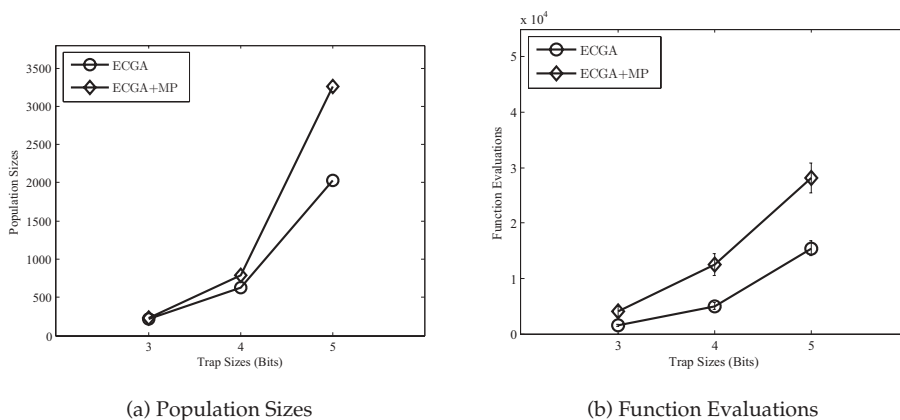 x 10⁴
3500
3000
2500
2000
1500
1000
500
0
Population Sizes
ECGA
ECGA+MP
3 4 5
Trap Sizes (Bits)
(a) Population Sizes
5
4
3
2
1
0
Function Evaluations
ECGA
ECGA+MP
3 4 5
Trap Sizes (Bits)
(b) Function Evaluations